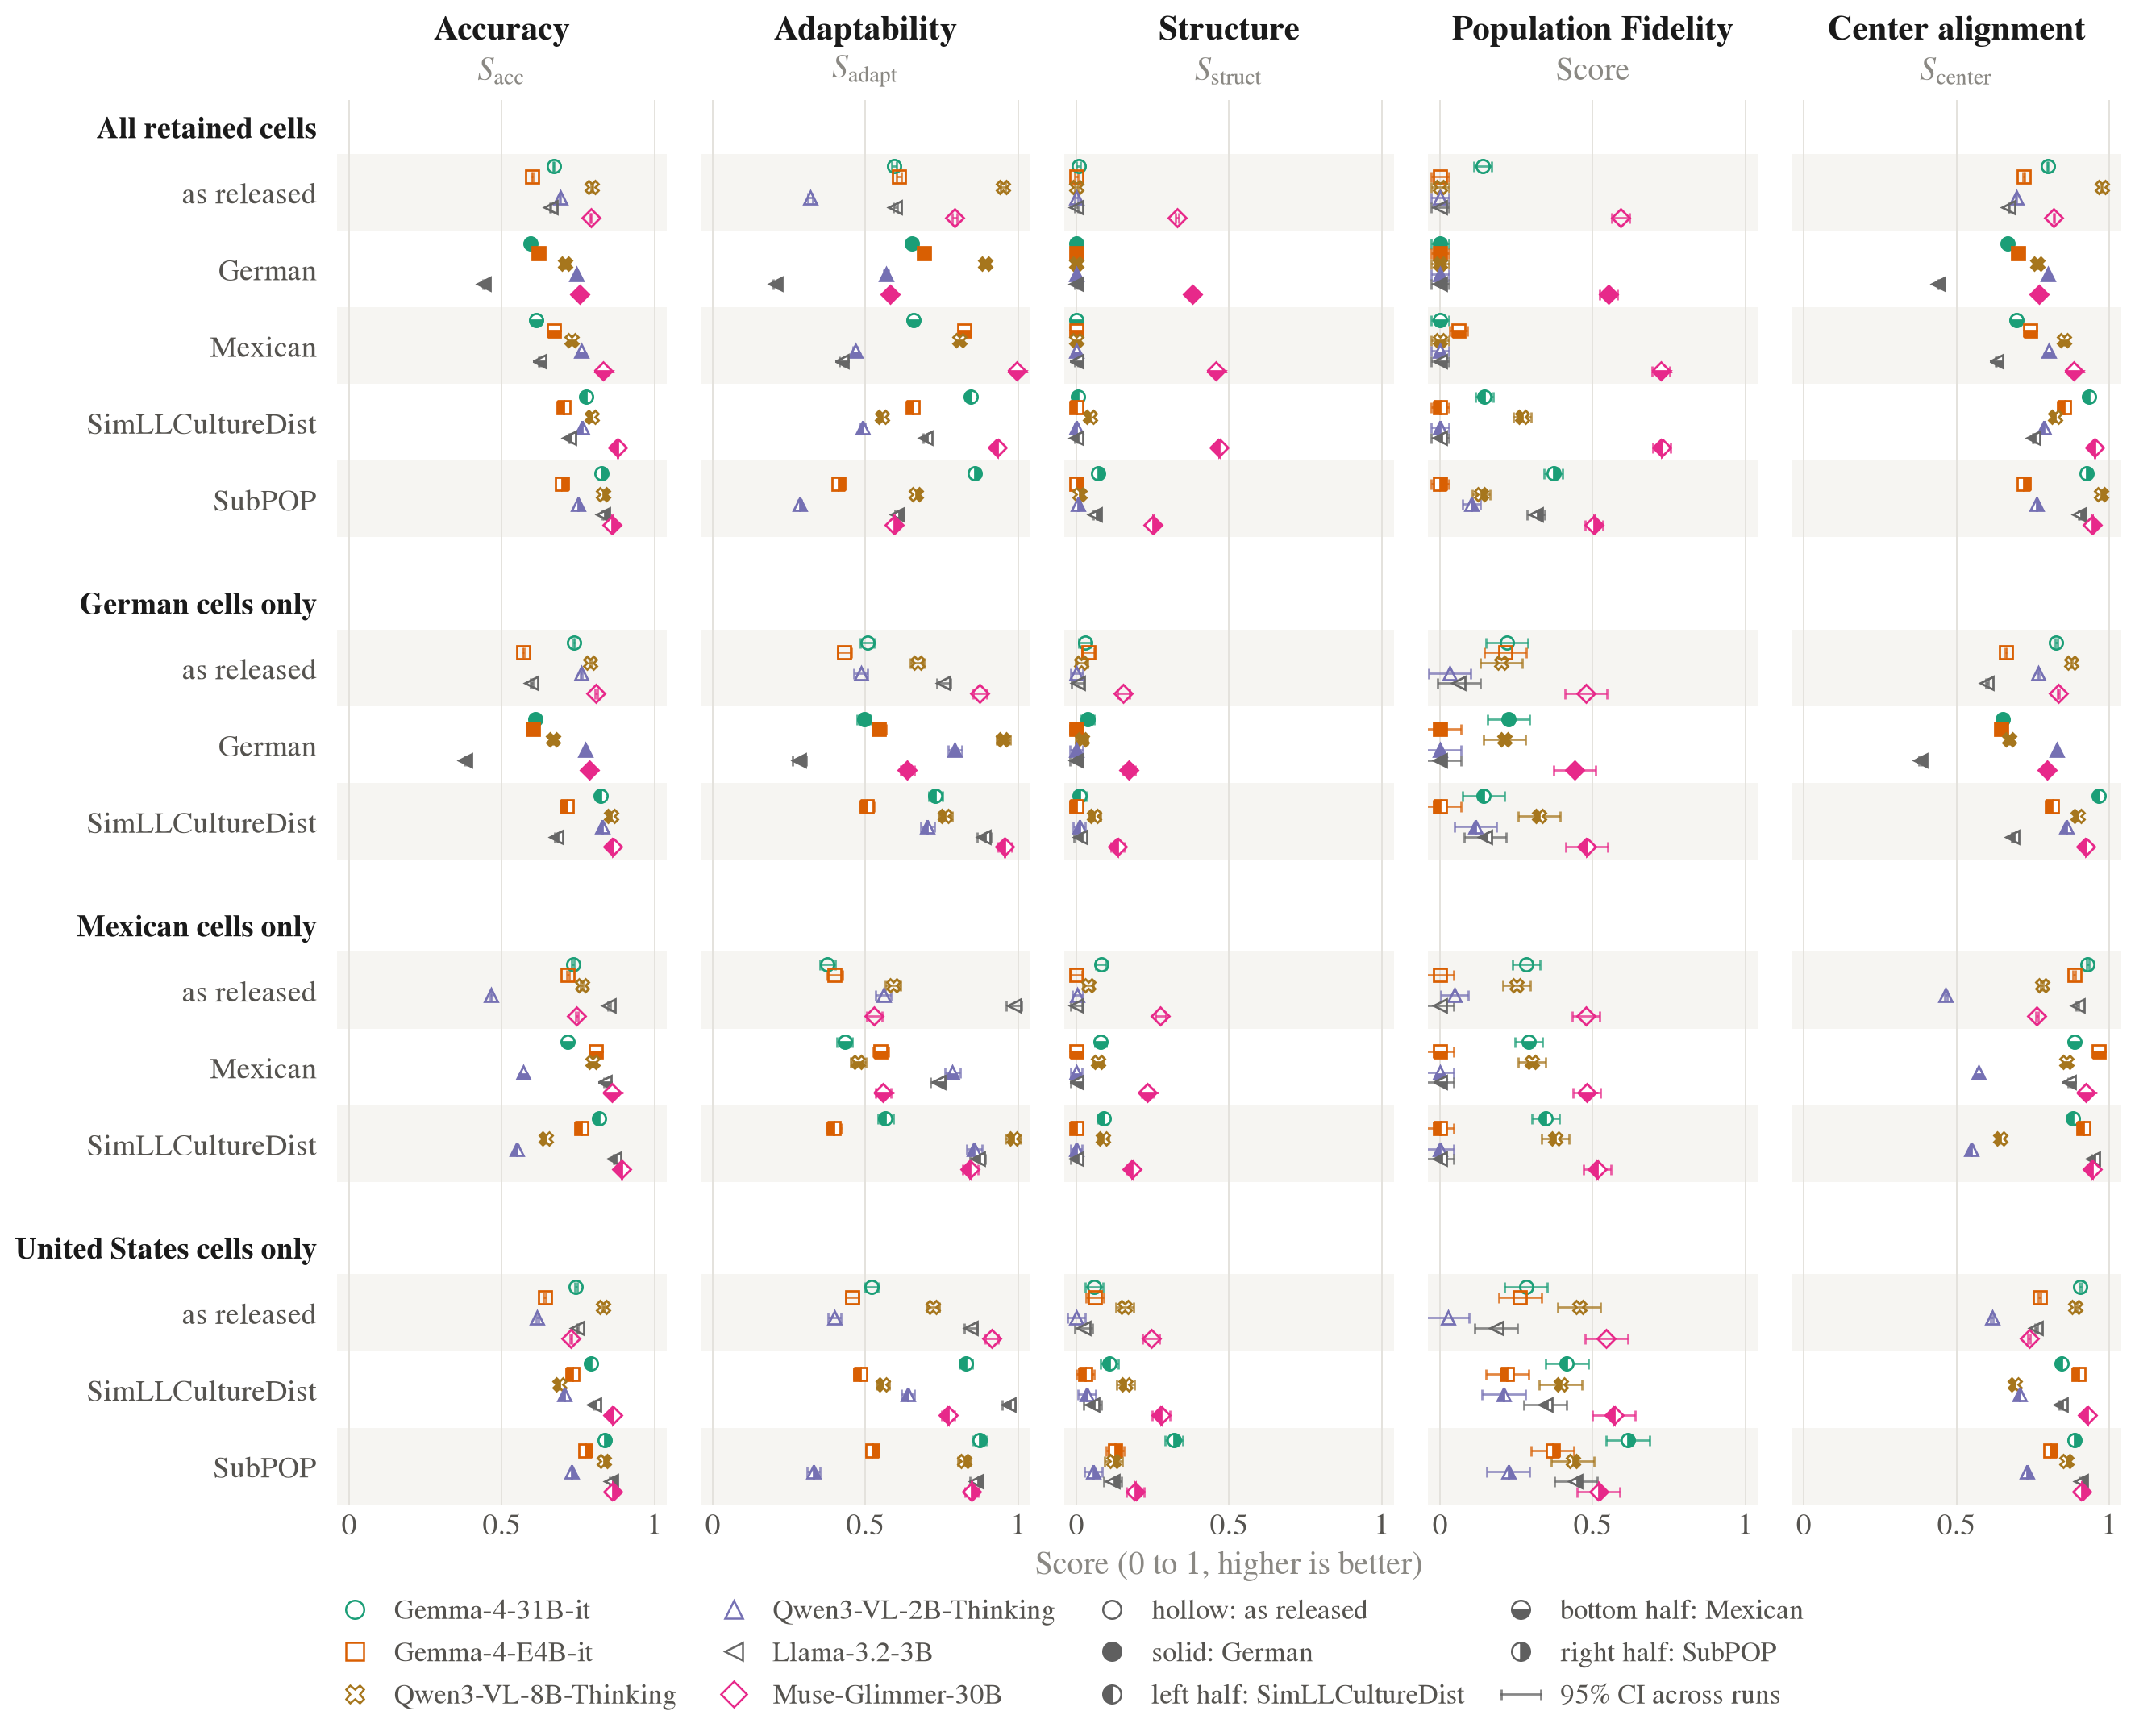 Accuracy Adaptability Structure Population Fidelity Center alignment
S_acc S_adapt S_struct Score S_center
All retained cells
as released
German
Mexican
SimLLCultureDist
SubPOP
German cells only
as released
German
SimLLCultureDist
Mexican cells only
as released
Mexican
SimLLCultureDist
United States cells only
as released
SimLLCultureDist
SubPOP
0 0.5 1 0 0.5 1 0 0.5 1 0 0.5 1 0 0.5 1
Score (0 to 1, higher is better)
Gemma-4-31B-it Qwen3-VL-2B-Thinking hollow: as released bottom half: Mexican
Gemma-4-E4B-it Llama-3.2-3B solid: German right half: SubPOP
Qwen3-VL-8B-Thinking Muse-Glimmer-30B left half: SimLLCultureDist 95% CI across runs